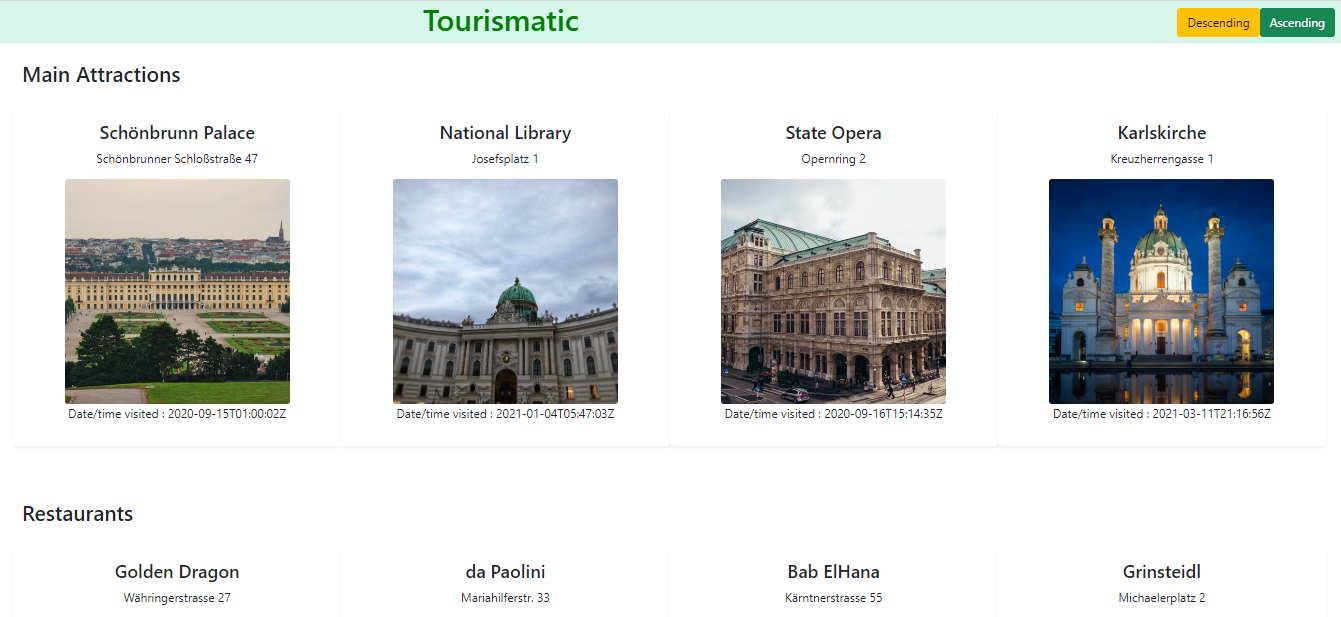 Tourismatic
Descending
Ascending
Main Attractions
Schönbrunn Palace
Schönbrunner Schloßstraße 47
Date/time visited : 2020-09-15T01:00:02Z
National Library
Josefsplatz 1
Date/time visited : 2021-01-04T05:47:03Z
State Opera
Opernring 2
Date/time visited : 2020-09-16T15:14:35Z
Karlskirche
Kreuzherrengasse 1
Date/time visited : 2021-03-11T21:16:56Z
Restaurants
Golden Dragon
Währingerstrasse 27
da Paolini
Mariahilferstr. 33
Bab ElHana
Kärntnerstrasse 55
Grinsteidl
Michaelerplatz 2